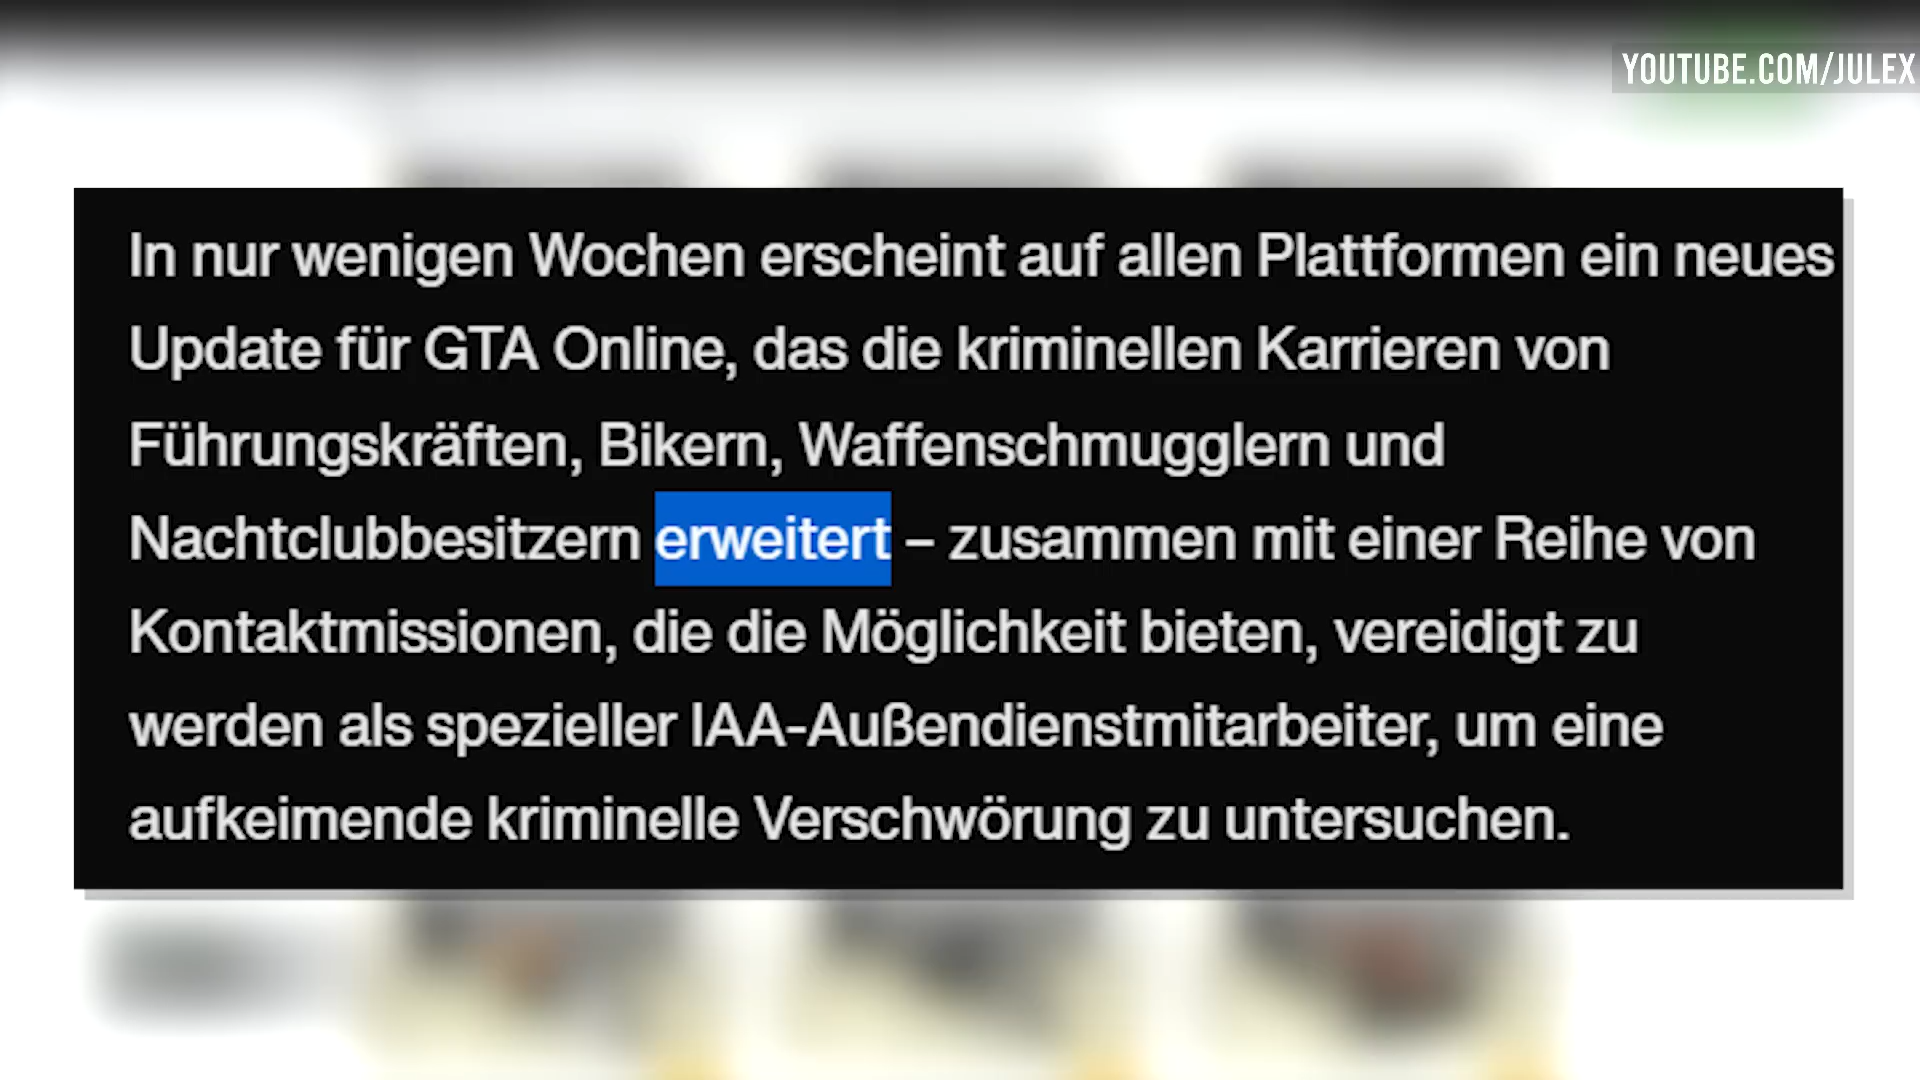 YOUTUBE.COM/JULEX
In nur wenigen Wochen erscheint auf allen Plattformen ein neues
Update für GTA Online, das die kriminellen Karrieren von
Führungskräften, Bikern, Waffenschmugglern und
Nachtclubbesitzern erweitert – zusammen mit einer Reihe von
Kontaktmissionen, die die Möglichkeit bieten, vereidigt zu
werden als spezieller IAA-Außendienstmitarbeiter, um eine
aufkeimende kriminelle Verschwörung zu untersuchen.